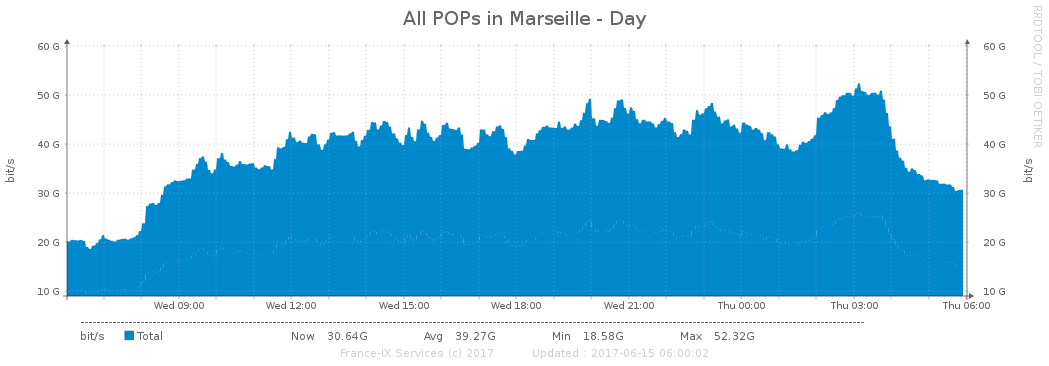 All POPs in Marseille - Day
RRDTOOL / TOBI OETIKER
60 G 60 G
50 G 50 G
40 G 40 G
30 G 30 G
20 G 20 G
10 G 10 G
bit/s
bit/s
Wed 09:00 Wed 12:00 Wed 15:00 Wed 18:00 Wed 21:00 Thu 00:00 Thu 03:00 Thu 06:00
bit/s Total Now 30.64G Avg 39.27G Min 18.58G Max 52.32G
France-IX Services (c) 2017 Updated : 2017-06-15 06:00:02